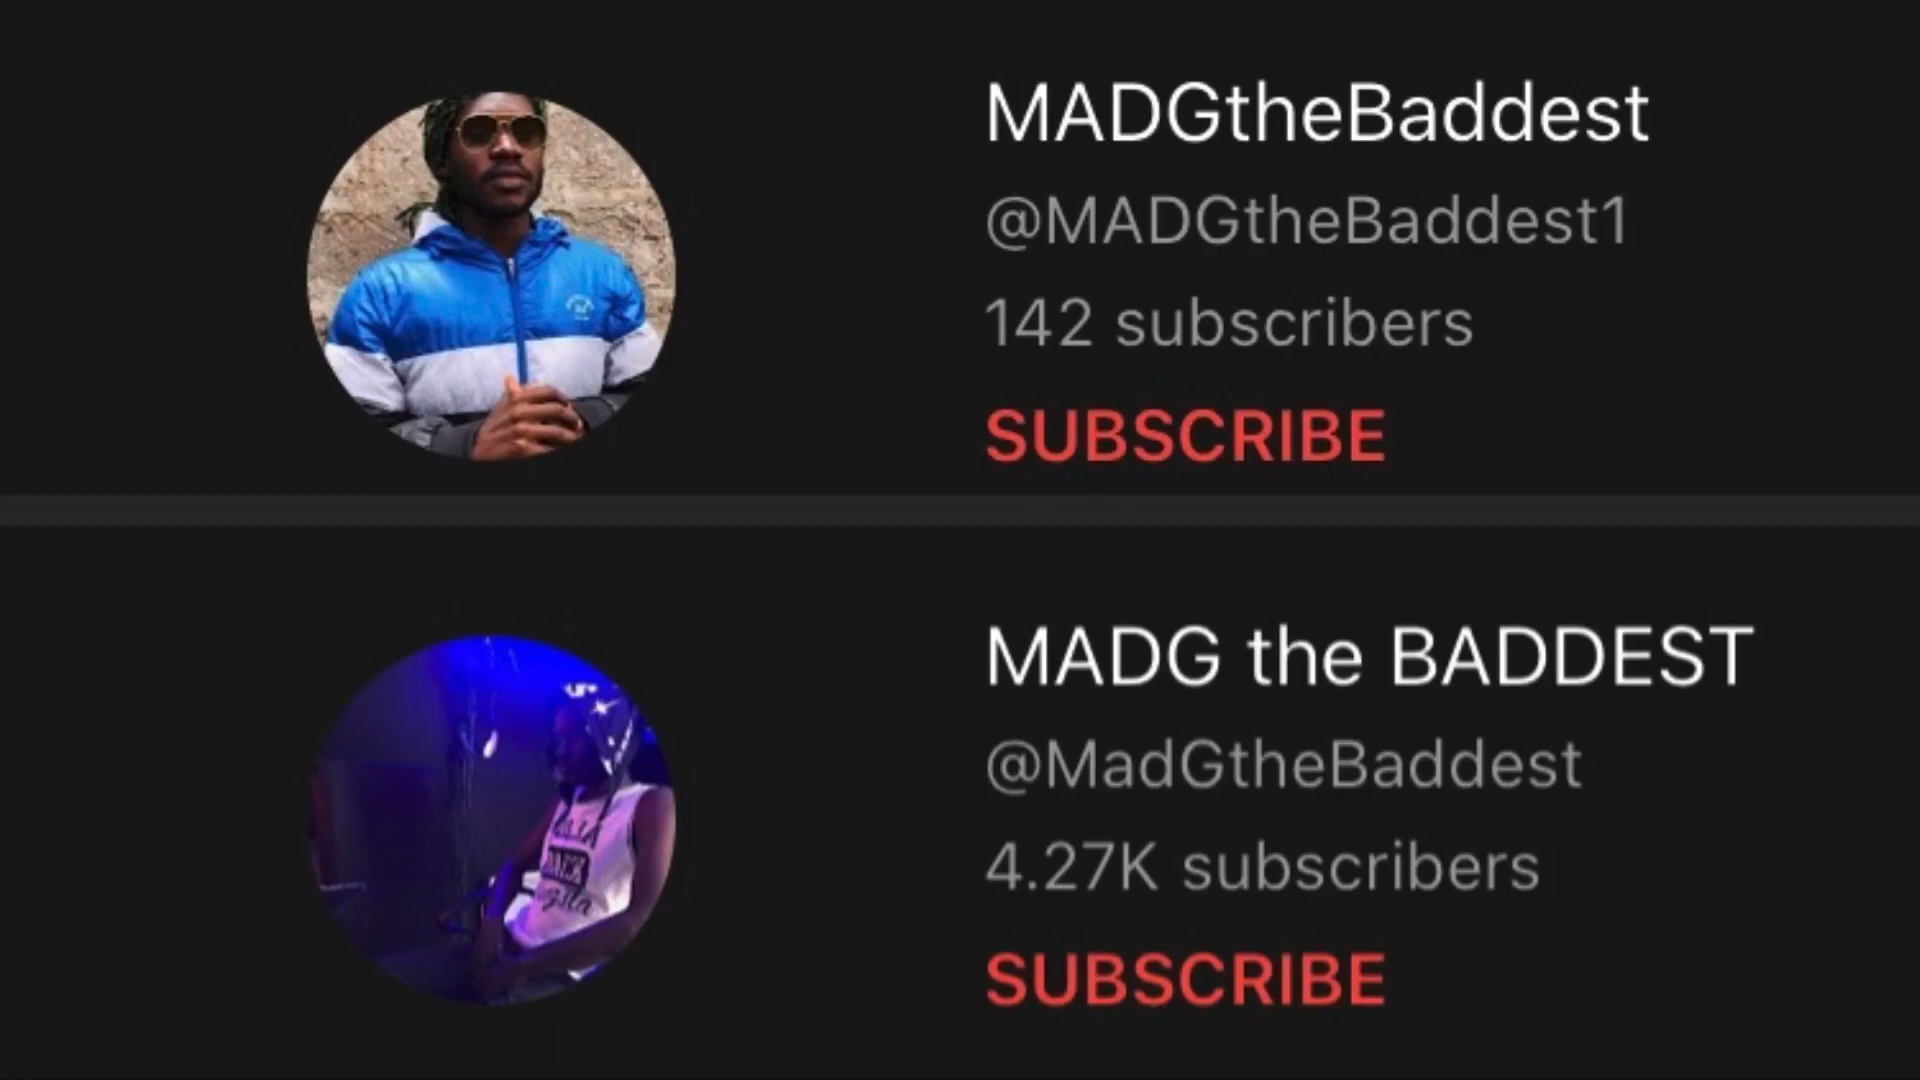 MADGtheBaddest
@MADGtheBaddest1
142 subscribers
SUBSCRIBE
MADG the BADDEST
@MadGtheBaddest
4.27K subscribers
SUBSCRIBE